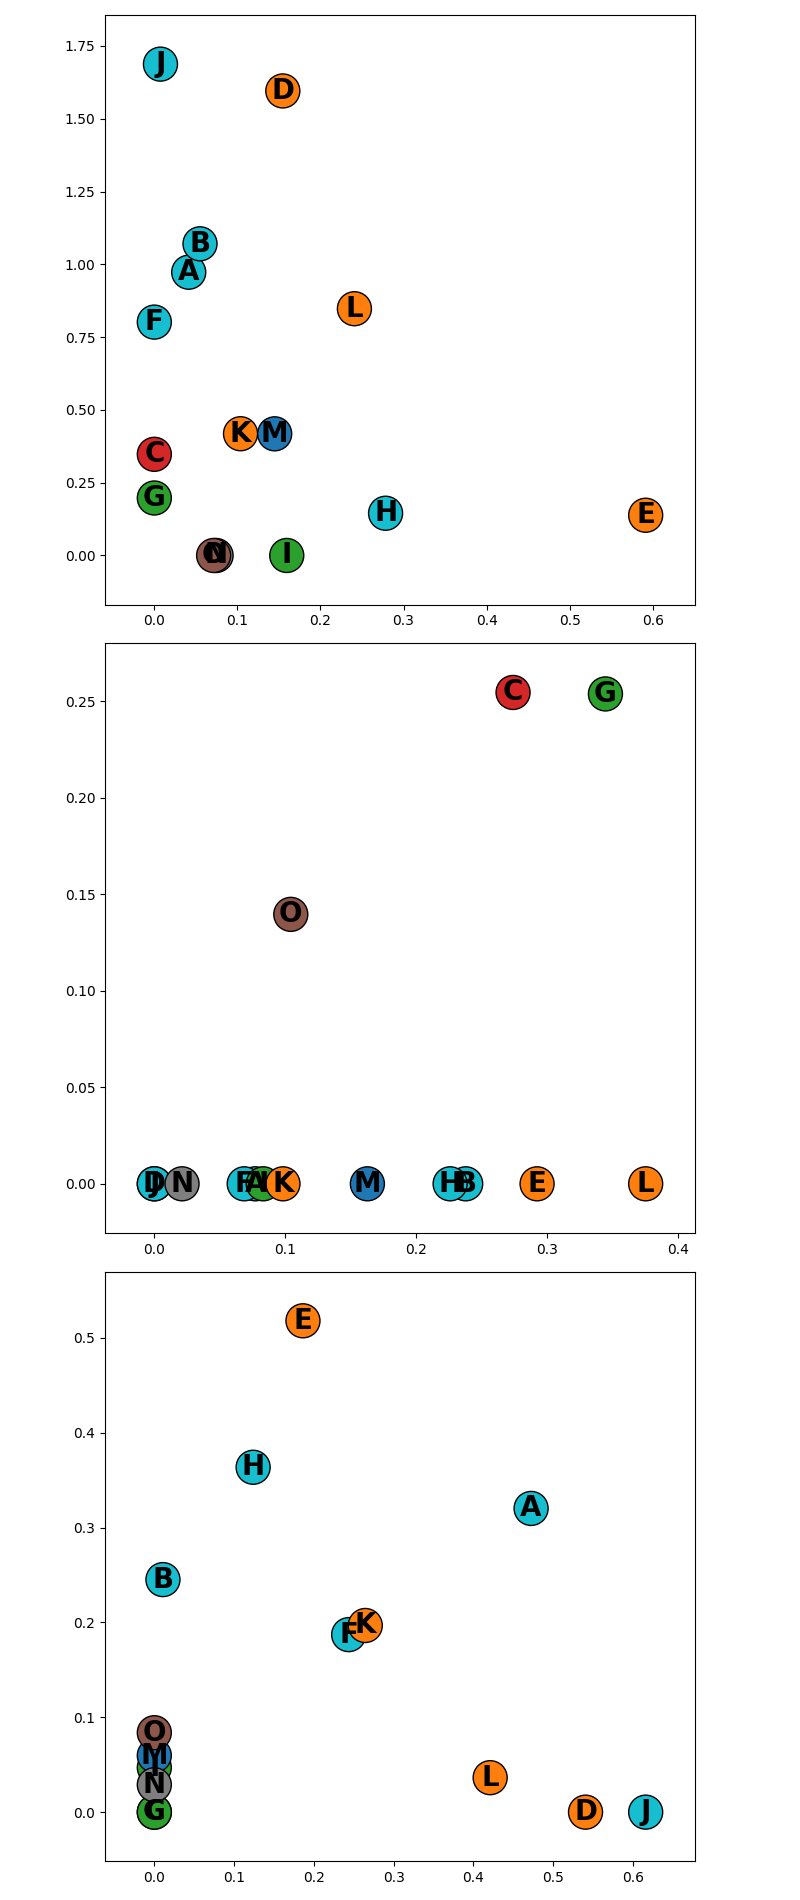 1.75
J
D
1.50
1.25
B
1.00
A
F
L
0.75
0.50
K M
C
0.25
G
H
E
0.00
O N I
0.0 0.1 0.2 0.3 0.4 0.5 0.6
C G
0.25
0.20
0.15
O
0.10
0.05
0.00
D J N F A I K M H B E L
0.0 0.1 0.2 0.3 0.4
E
0.5
0.4
H
A
0.3
B
0.2
F K
0.1
O
M
I
L
N
0.0
G D J
0.0 0.1 0.2 0.3 0.4 0.5 0.6